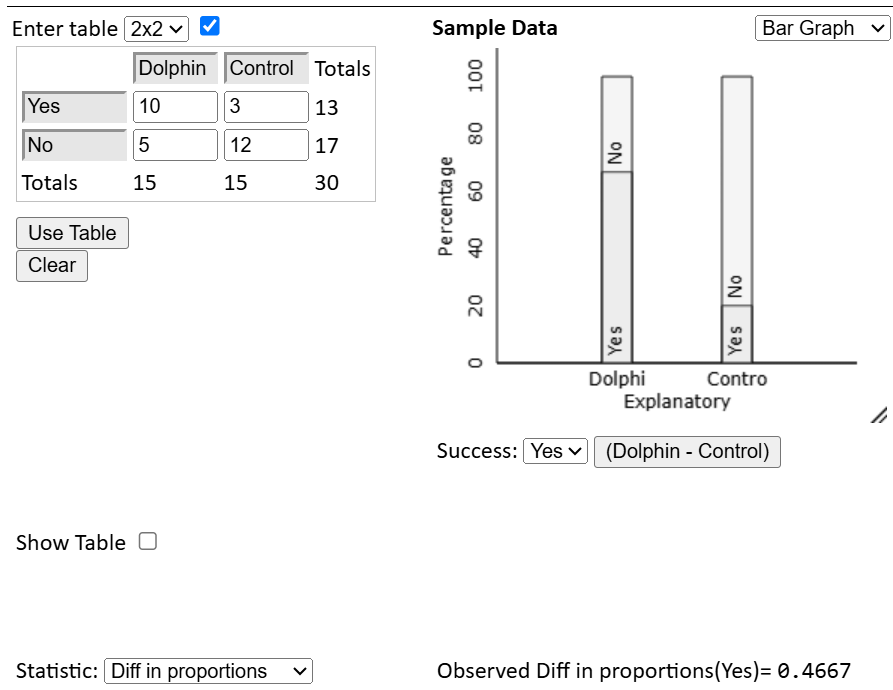 Enter table 2x2
Dolphin Control Totals
Yes 10 3 13
No 5 12 17
Totals 15 15 30
Use Table
Clear
Sample Data Bar Graph
Percentage
100
80
60
40
20
0
No
Yes
No
Yes
Dolphi Contro
Explanatory
Success: Yes (Dolphin - Control)
Show Table
Statistic: Diff in proportions
Observed Diff in proportions(Yes)= 0.4667